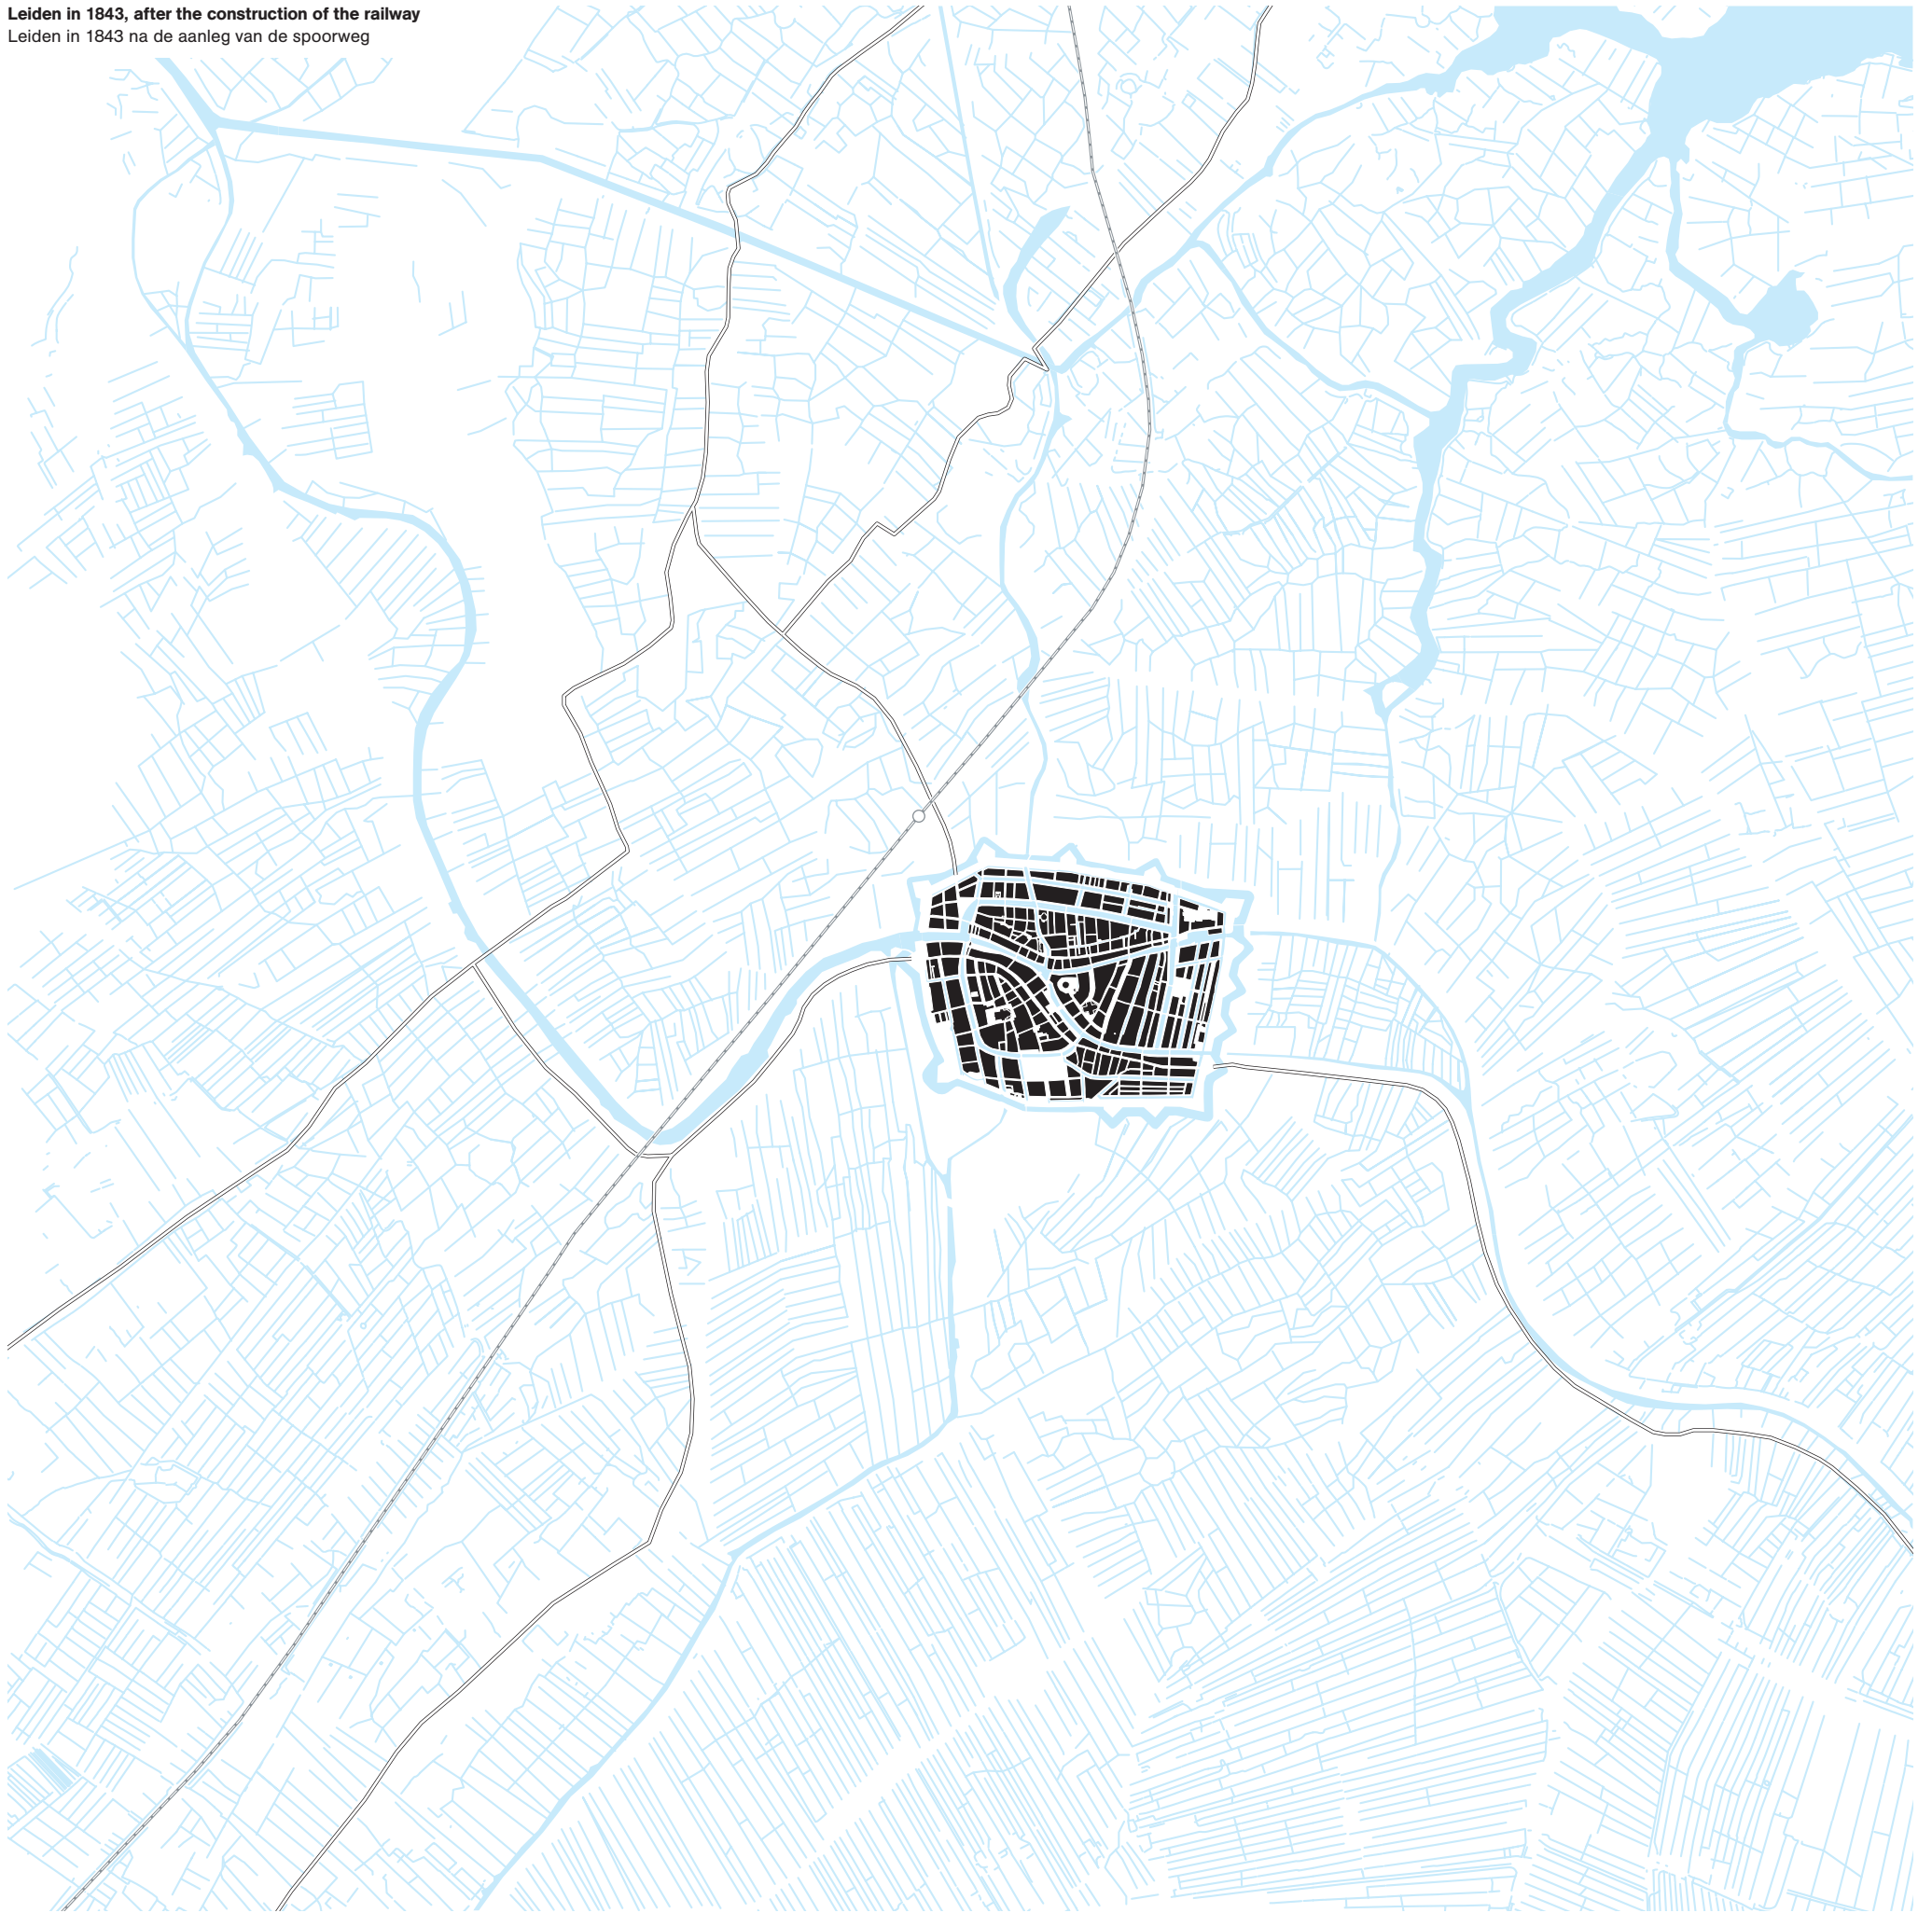 Leiden in 1843, after the construction of the railway
Leiden in 1843 na de aanleg van de spoorweg